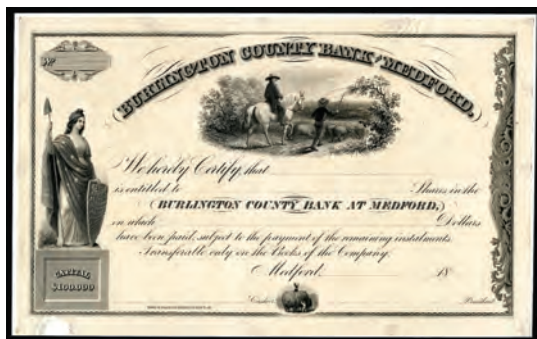 No.
BURLINGTON COUNTY BANK AT MEDFORD.
We hereby Certify, that
is entitled to Shares in the
(BURLINGTON COUNTY BANK AT MEDFORD,)
on which Dollars
have been paid, subject to the payment of the remaining instalments.
Transferable only on the Books of the Company.
Medford, 18
CAPITAL
$100,000
Cashr. President